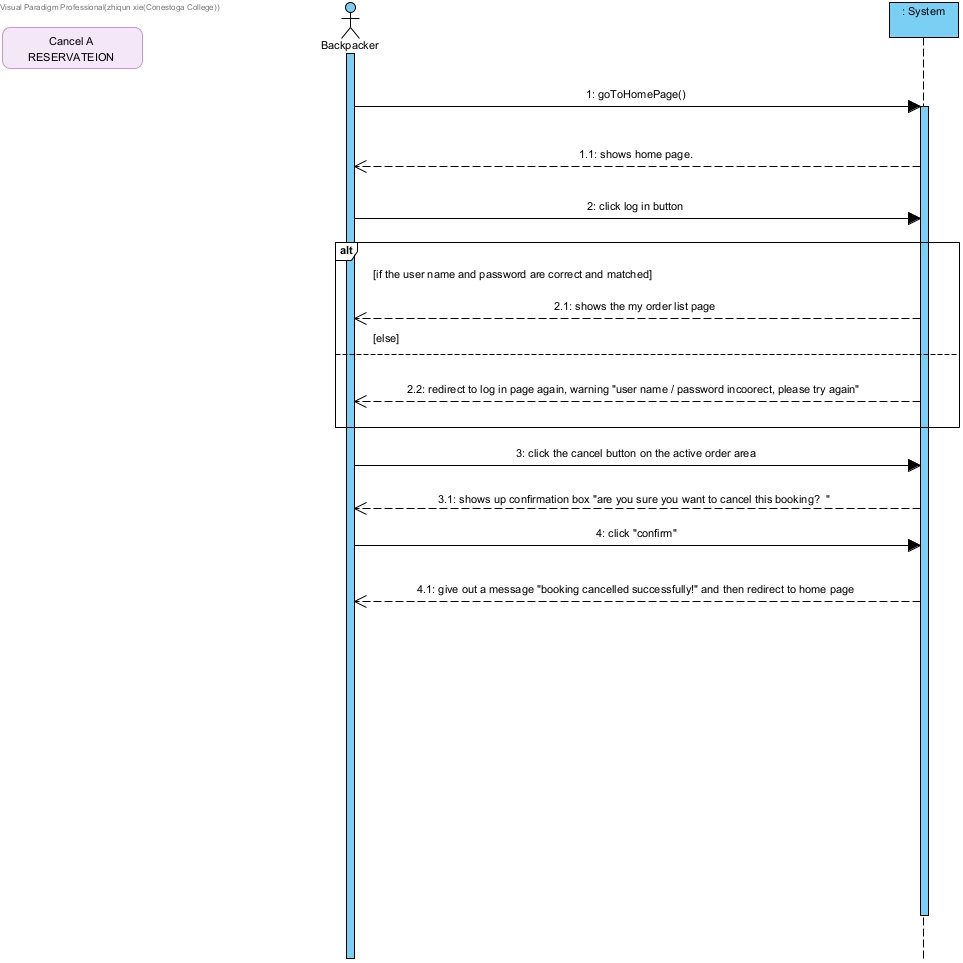 Visual Paradigm Professional(zhiqun xie(Conestoga College))
Cancel A
RESERVATEION
Backpacker
: System
1: goToHomePage()
1.1: shows home page.
2: click log in button
alt
[if the user name and password are correct and matched]
2.1: shows the my order list page
[else]
2.2: redirect to log in page again, warning "user name / password incoorect, please try again"
3: click the cancel button on the active order area
3.1: shows up confirmation box "are you sure you want to cancel this booking?  "
4: click "confirm"
4.1: give out a message "booking cancelled successfully!" and then redirect to home page